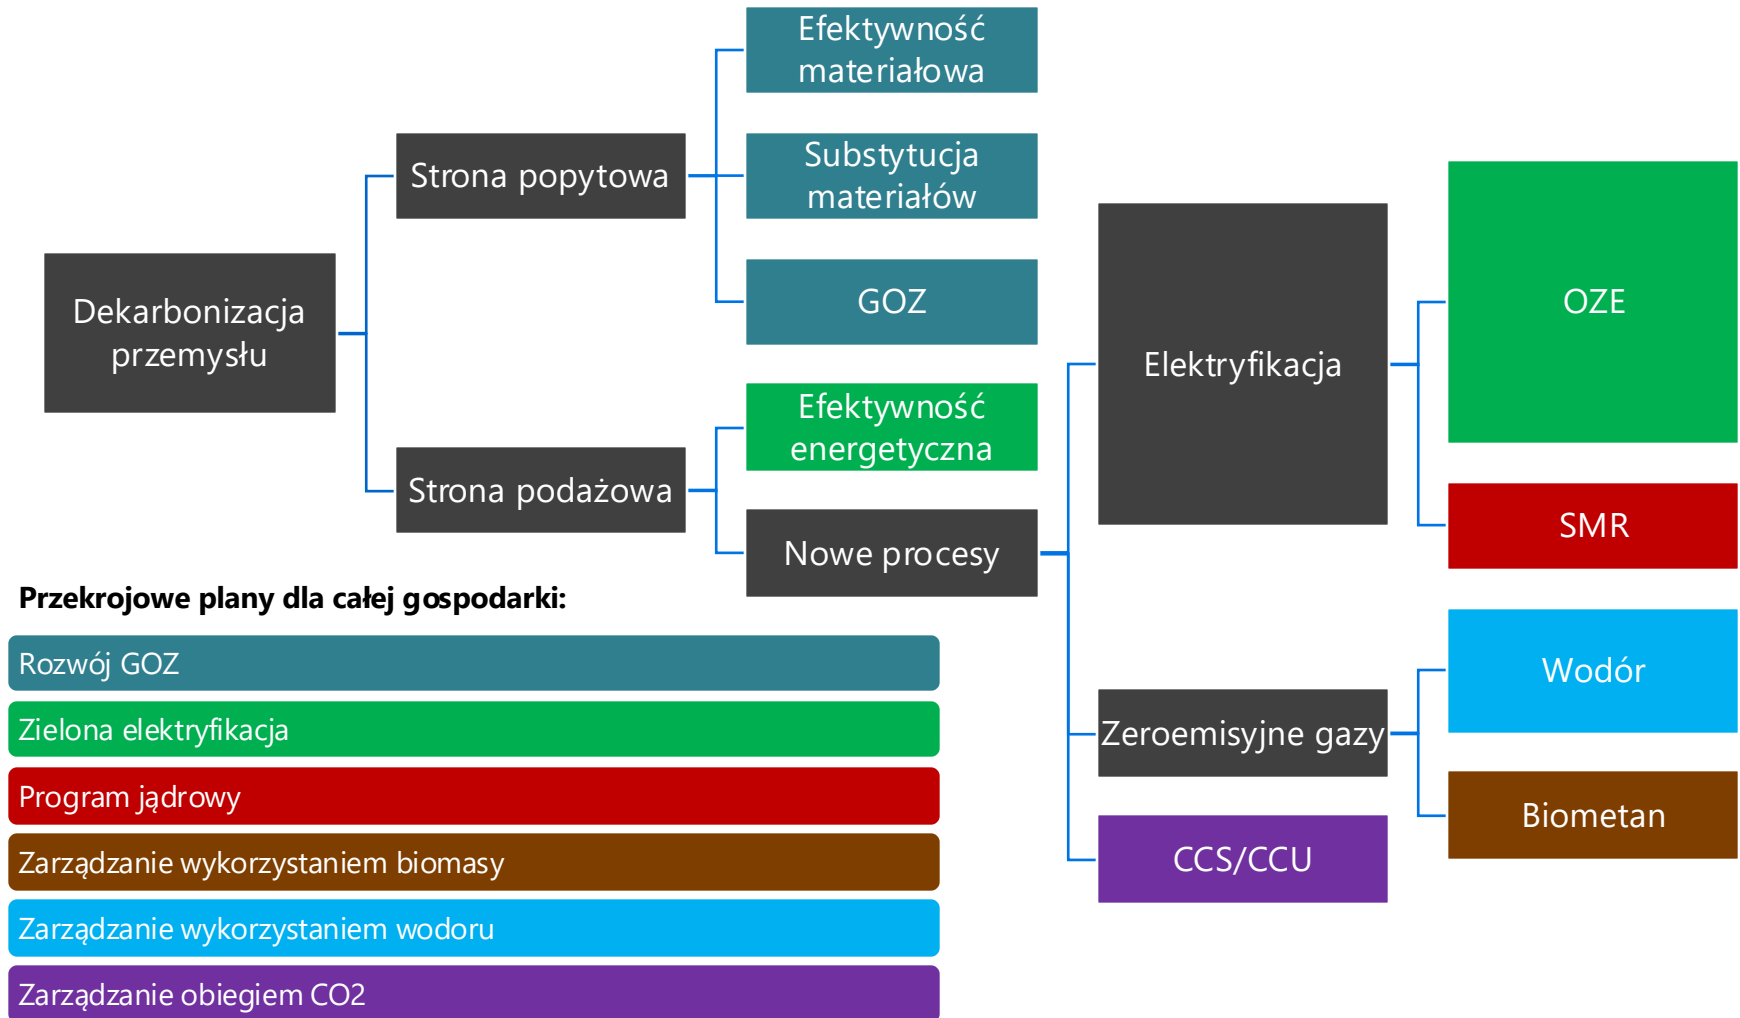 Efektywność
materiałowa
Strona popytowa
Substytucja
materiałów
GOZ
Dekarbonizacja
przemysłu
Elektryfikacja
OZE
Efektywność
energetyczna
Strona podażowa
Nowe procesy
SMR
Zeroemisyjne gazy
Wodór
Biometan
CCS/CCU
Przekrojowe plany dla całej gospodarki:
Rozwój GOZ
Zielona elektryfikacja
Program jądrowy
Zarządzanie wykorzystaniem biomasy
Zarządzanie wykorzystaniem wodoru
Zarządzanie obiegiem CO2